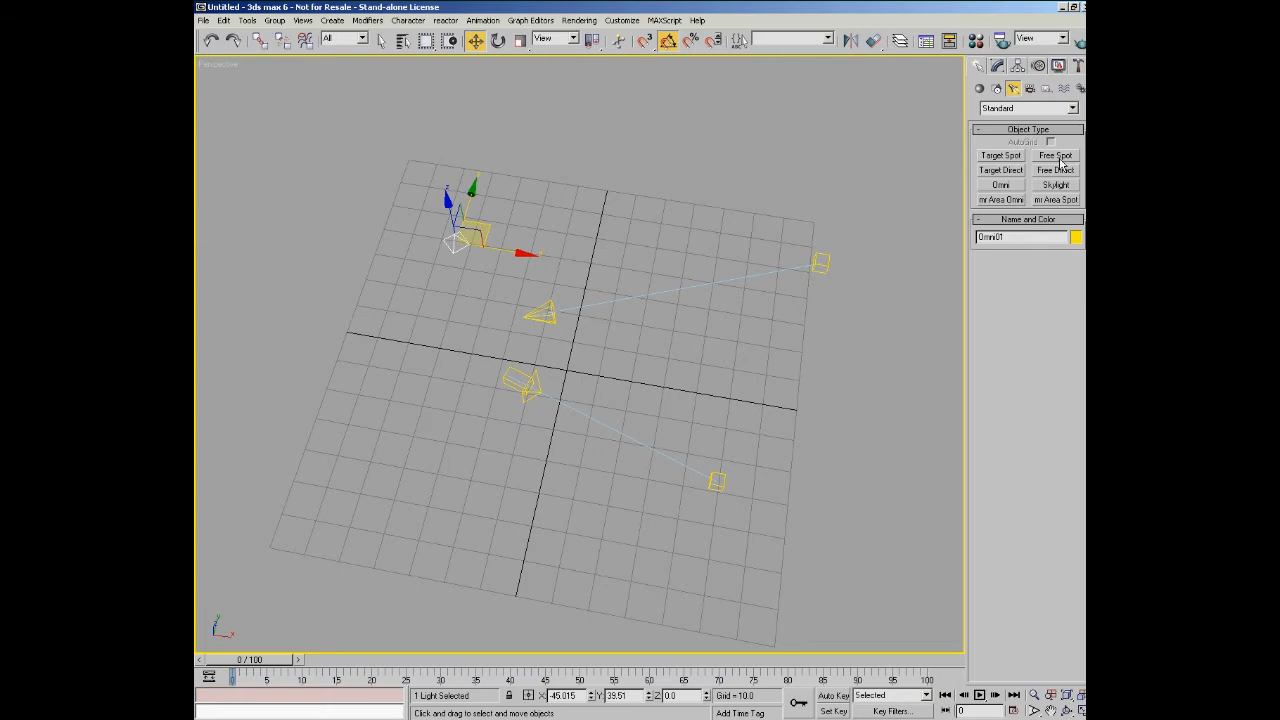 Untitled - 3ds max 6 - Not for Resale - Stand-alone License
File Edit Tools Group Views Create Modifiers Character reactor Animation Graph Editors Rendering Customize MAXScript Help
All View 3 View
Perspective
Standard
- Object Type
AutoGrid
Target Spot Free Spot
Target Direct Free Direct
Omni Skylight
mr Area Omni mr Area Spot
- Name and Color
Omni01
z
y
x
0 / 100
0 5 10 15 20 25 30 35 40 45 50 55 60 65 70 75 80 85 90 95 100
1 Light Selected X: -45.015 Y: 39.51 Z: 0.0 Grid = 10.0 Auto Key Selected
Click and drag to select and move objects Add Time Tag Set Key Key Filters... 0